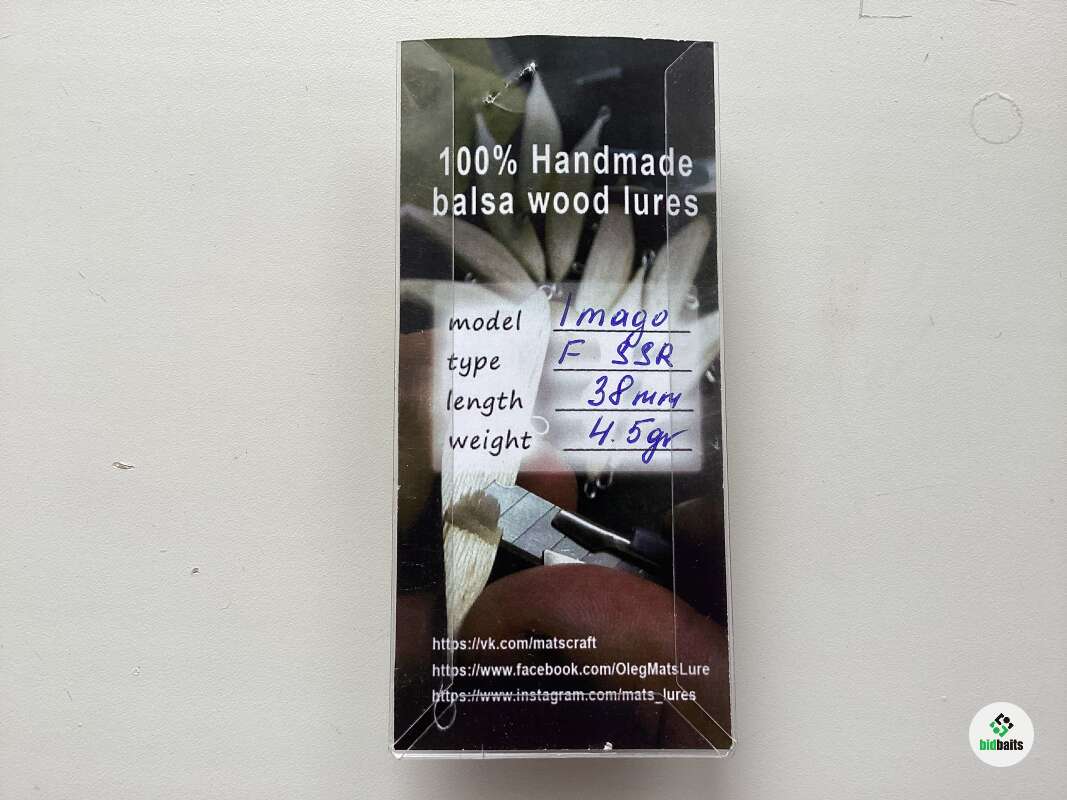 100% Handmade
balsa wood lures
model Imago
type F SSR
length 38mm
weight 4.5gr
https://vk.com/matscraft
https://www.facebook.com/OlegMatsLure
https://www.instagram.com/mats_lures
bidbaits